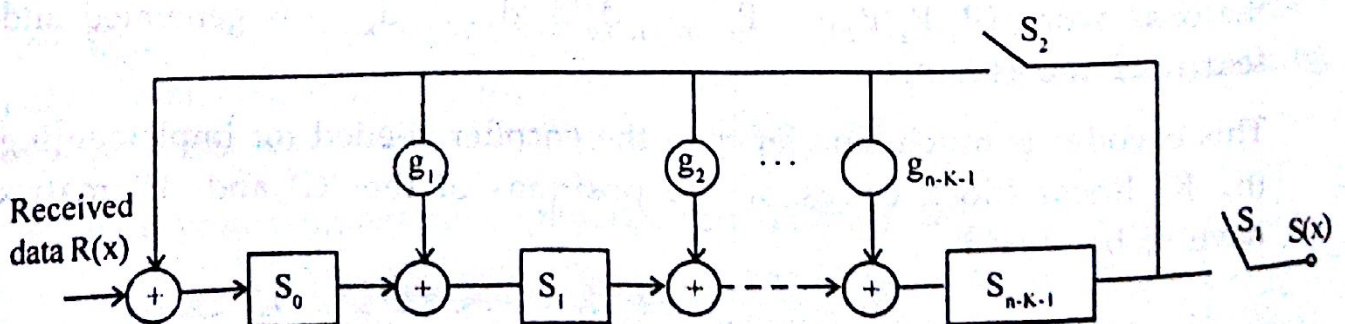 S₂
g₁
g₂
...
gₙ₋ₖ₋₁
Received
data R(x)
+
S₀
+
S₁
+
+
Sₙ₋ₖ₋₁
S₁
S(x)